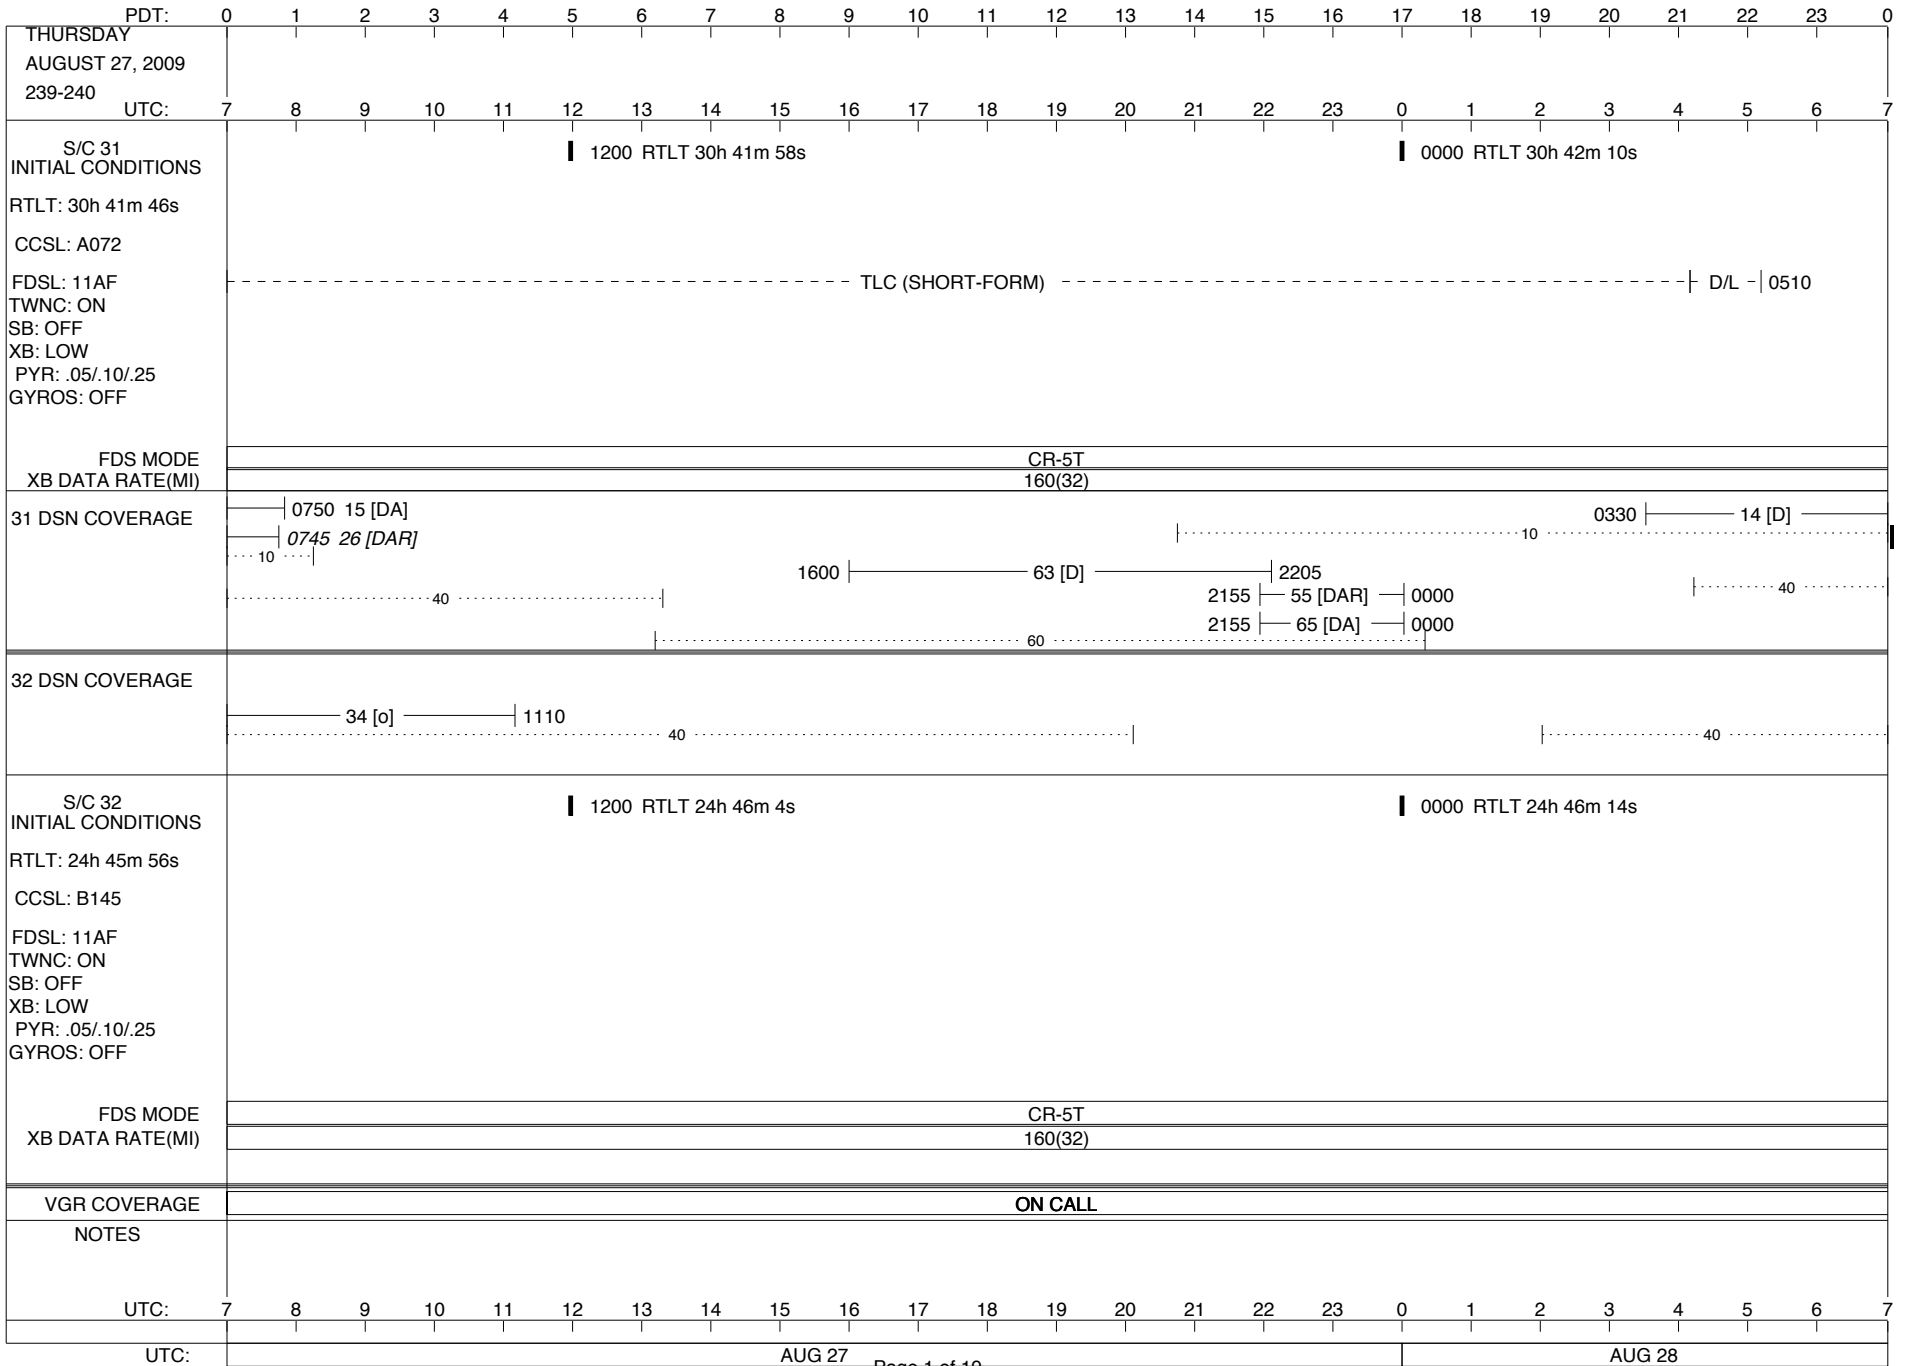 PDT: 0 1 2 3 4 5 6 7 8 9 10 11 12 13 14 15 16 17 18 19 20 21 22 23 0
THURSDAY
AUGUST 27, 2009
239-240
UTC: 7 8 9 10 11 12 13 14 15 16 17 18 19 20 21 22 23 0 1 2 3 4 5 6 7
S/C 31
INITIAL CONDITIONS
1200 RTLT 30h 41m 58s
0000 RTLT 30h 42m 10s
RTLT: 30h 41m 46s
CCSL: A072
FDSL: 11AF
TLC (SHORT-FORM)
D/L
0510
TWNC: ON
SB: OFF
XB: LOW
PYR: .05/.10/.25
GYROS: OFF
FDS MODE
CR-5T
XB DATA RATE(MI)
160(32)
31 DSN COVERAGE
0750 15 [DA]
0330
14 [D]
0745 26 [DAR]
10
10
1600
63 [D]
2205
40
40
2155
55 [DAR]
0000
2155
65 [DA]
0000
60
32 DSN COVERAGE
34 [o]
1110
40
40
S/C 32
INITIAL CONDITIONS
1200 RTLT 24h 46m 4s
0000 RTLT 24h 46m 14s
RTLT: 24h 45m 56s
CCSL: B145
FDSL: 11AF
TWNC: ON
SB: OFF
XB: LOW
PYR: .05/.10/.25
GYROS: OFF
FDS MODE
CR-5T
XB DATA RATE(MI)
160(32)
VGR COVERAGE
ON CALL
NOTES
UTC: 7 8 9 10 11 12 13 14 15 16 17 18 19 20 21 22 23 0 1 2 3 4 5 6 7
UTC:
AUG 27
AUG 28
Page 1 of 19